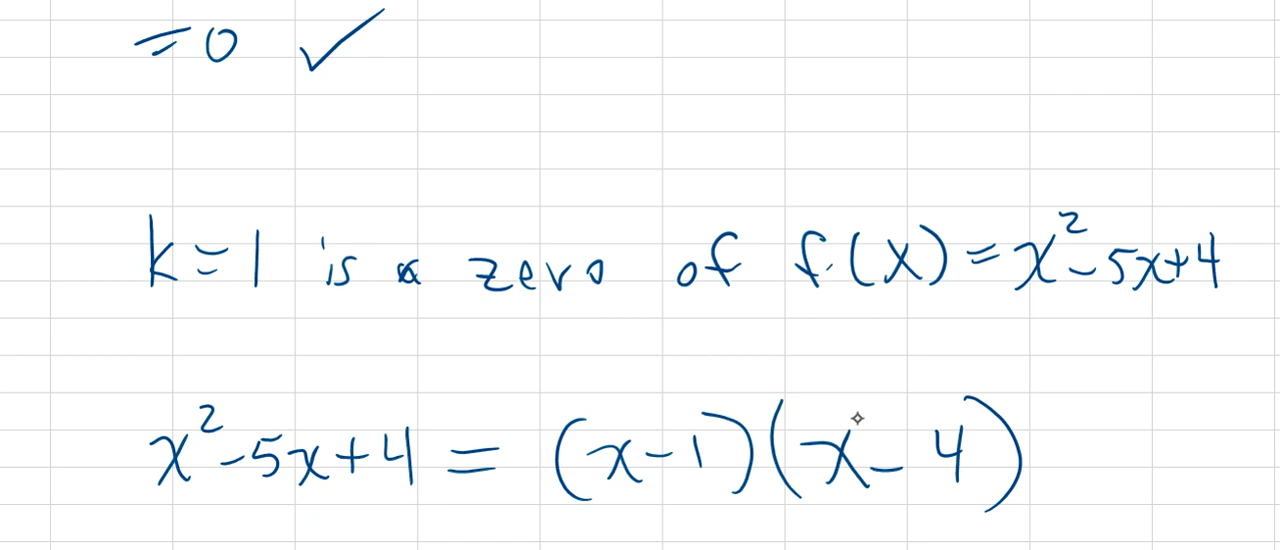 =0 ✓
k=1 is a zero of f(x)=x²-5x+4
x²-5x+4=(x-1)(x-4)